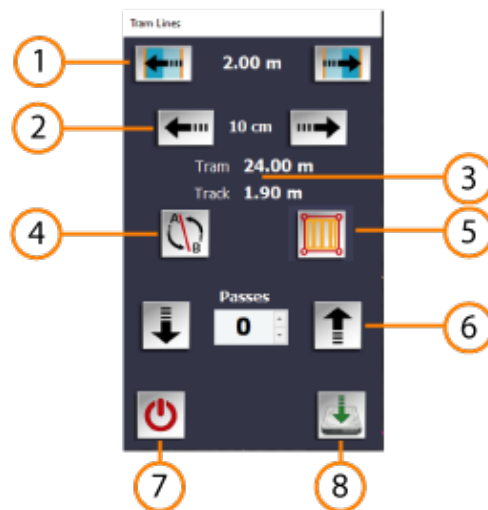 Tram Lines
1
2.00 m
2
10 cm
Tram 24.00 m
3
Track 1.90 m
4
A
B
5
Passes
0
6
7
8